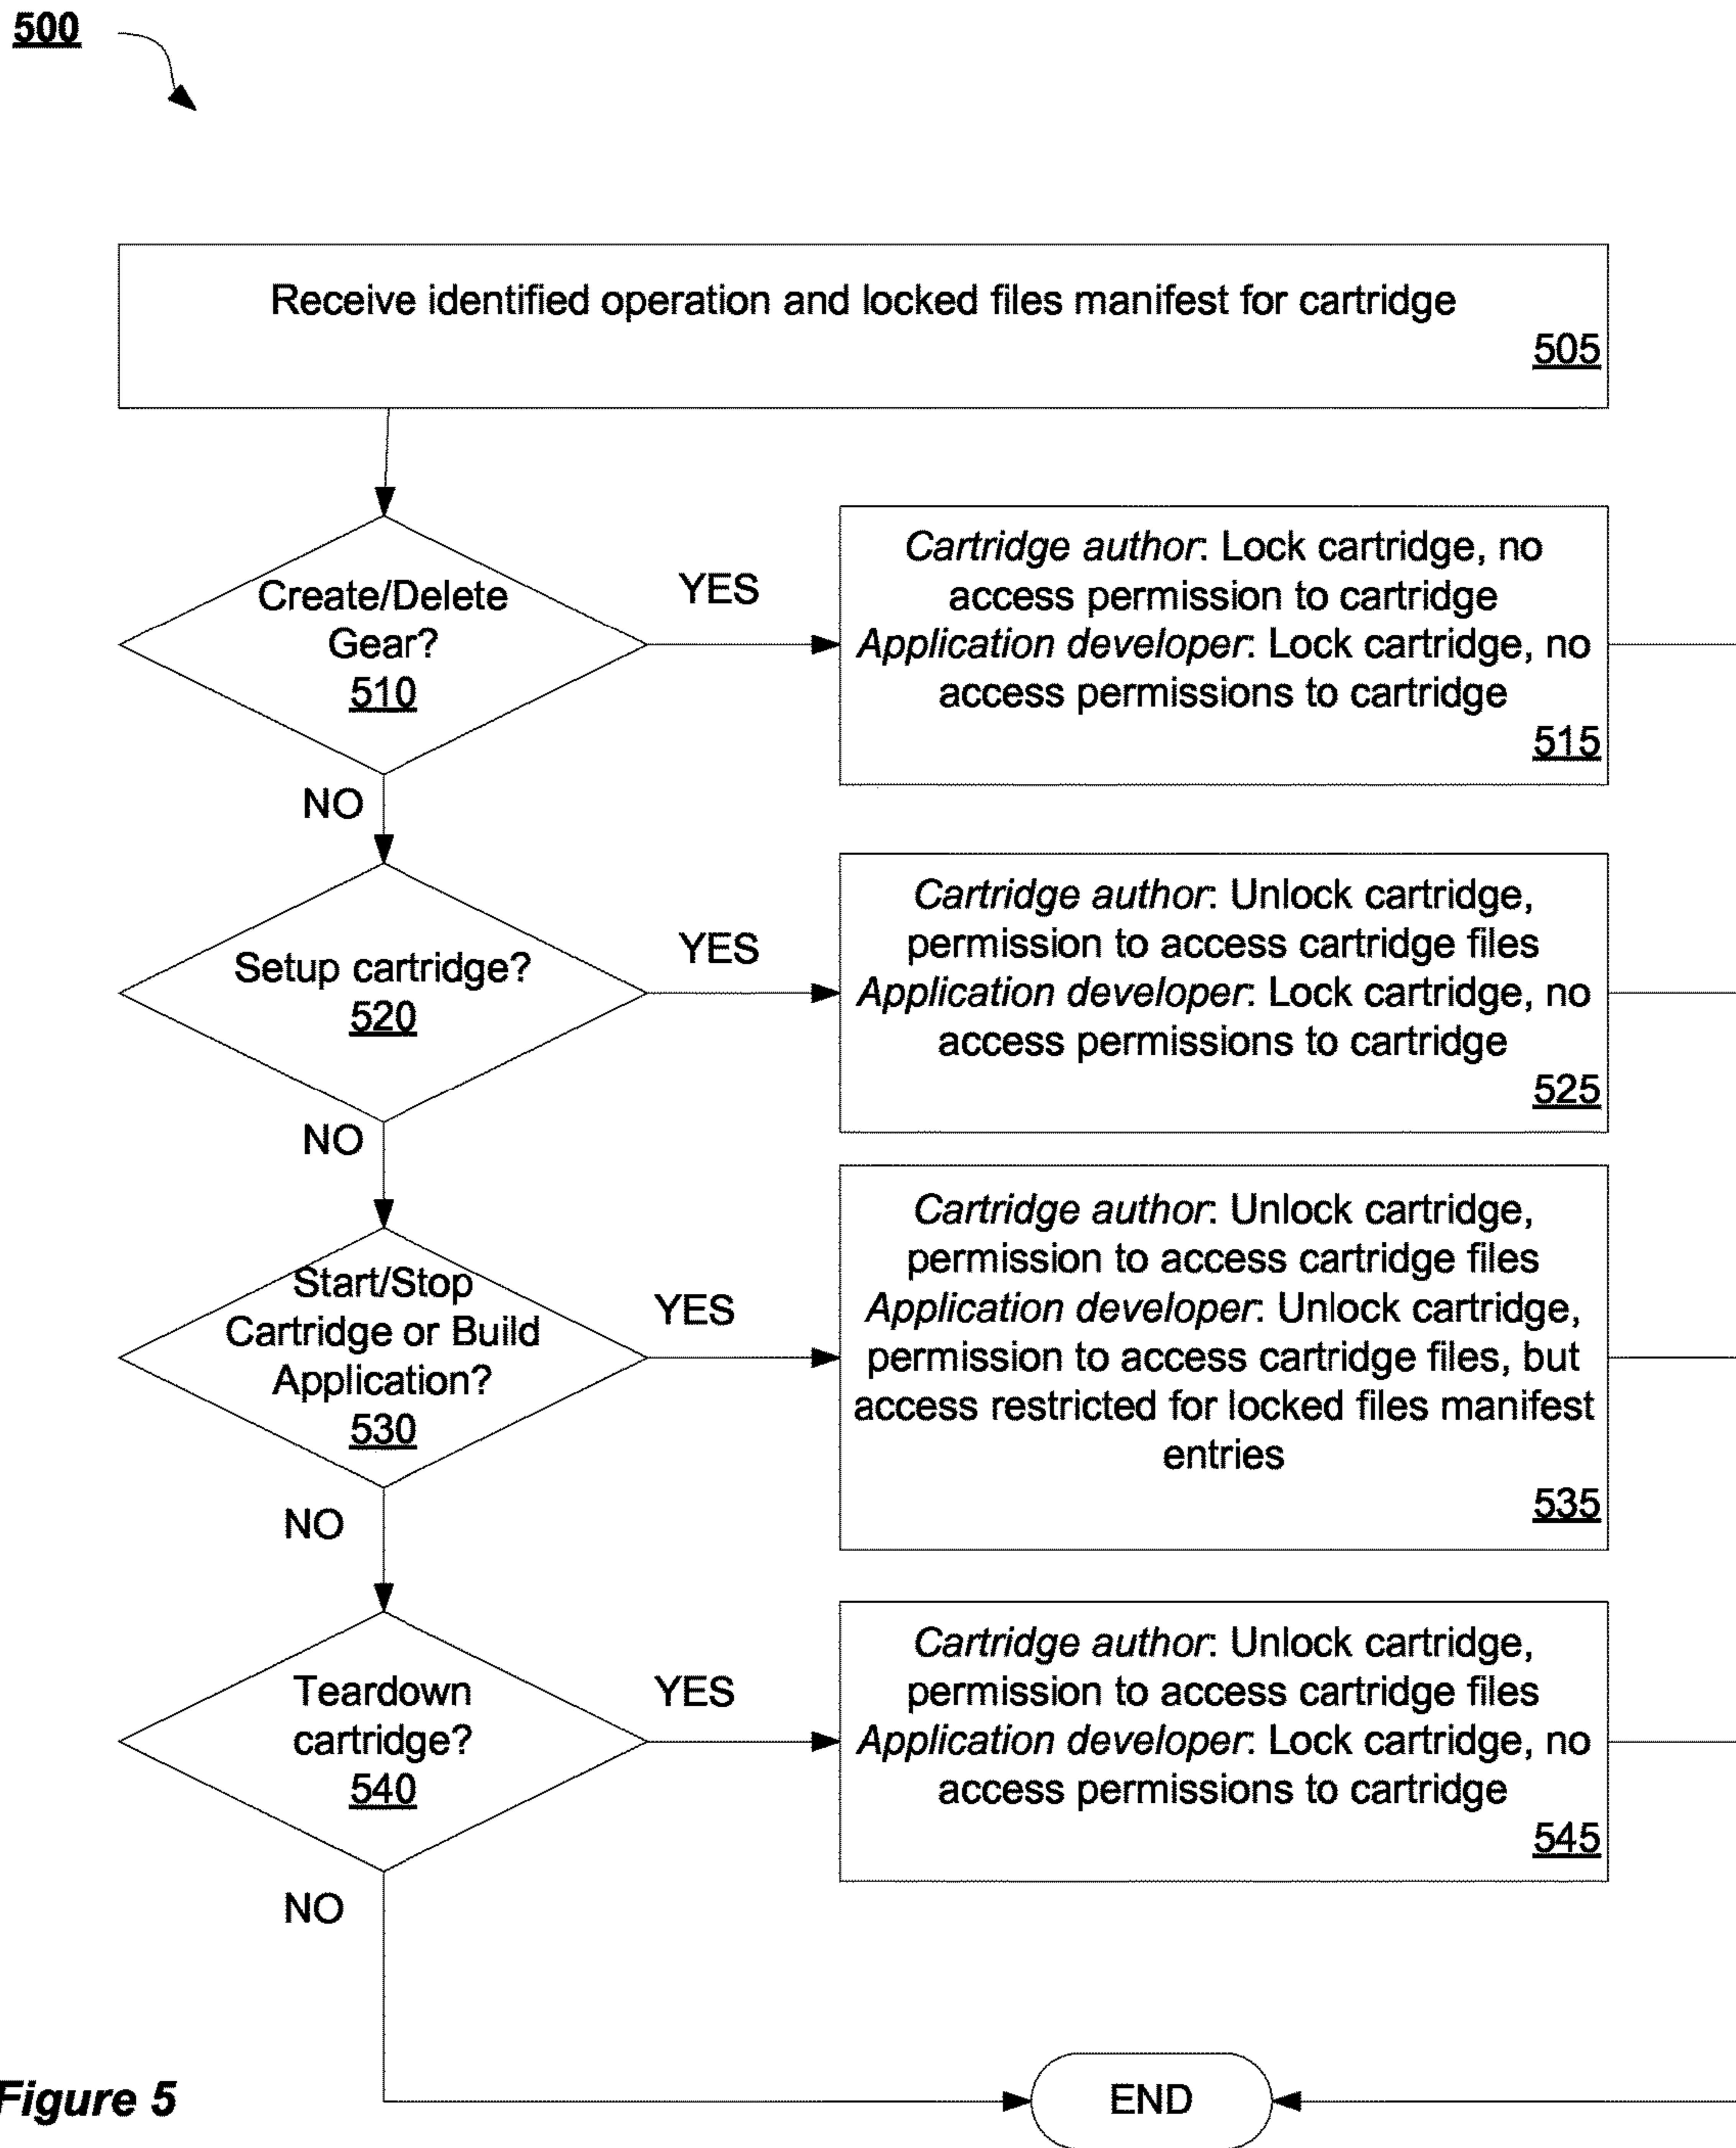 500
Receive identified operation and locked files manifest for cartridge
505
Create/Delete
Gear?
510
YES
Cartridge author: Lock cartridge, no
access permission to cartridge
Application developer: Lock cartridge, no
access permissions to cartridge
515
NO
Setup cartridge?
520
YES
Cartridge author: Unlock cartridge,
permission to access cartridge files
Application developer: Lock cartridge, no
access permissions to cartridge
525
NO
Start/Stop
Cartridge or Build
Application?
530
YES
Cartridge author: Unlock cartridge,
permission to access cartridge files
Application developer: Unlock cartridge,
permission to access cartridge files, but
access restricted for locked files manifest
entries
535
NO
Teardown
cartridge?
540
YES
Cartridge author: Unlock cartridge,
permission to access cartridge files
Application developer: Lock cartridge, no
access permissions to cartridge
545
NO
END
Figure 5